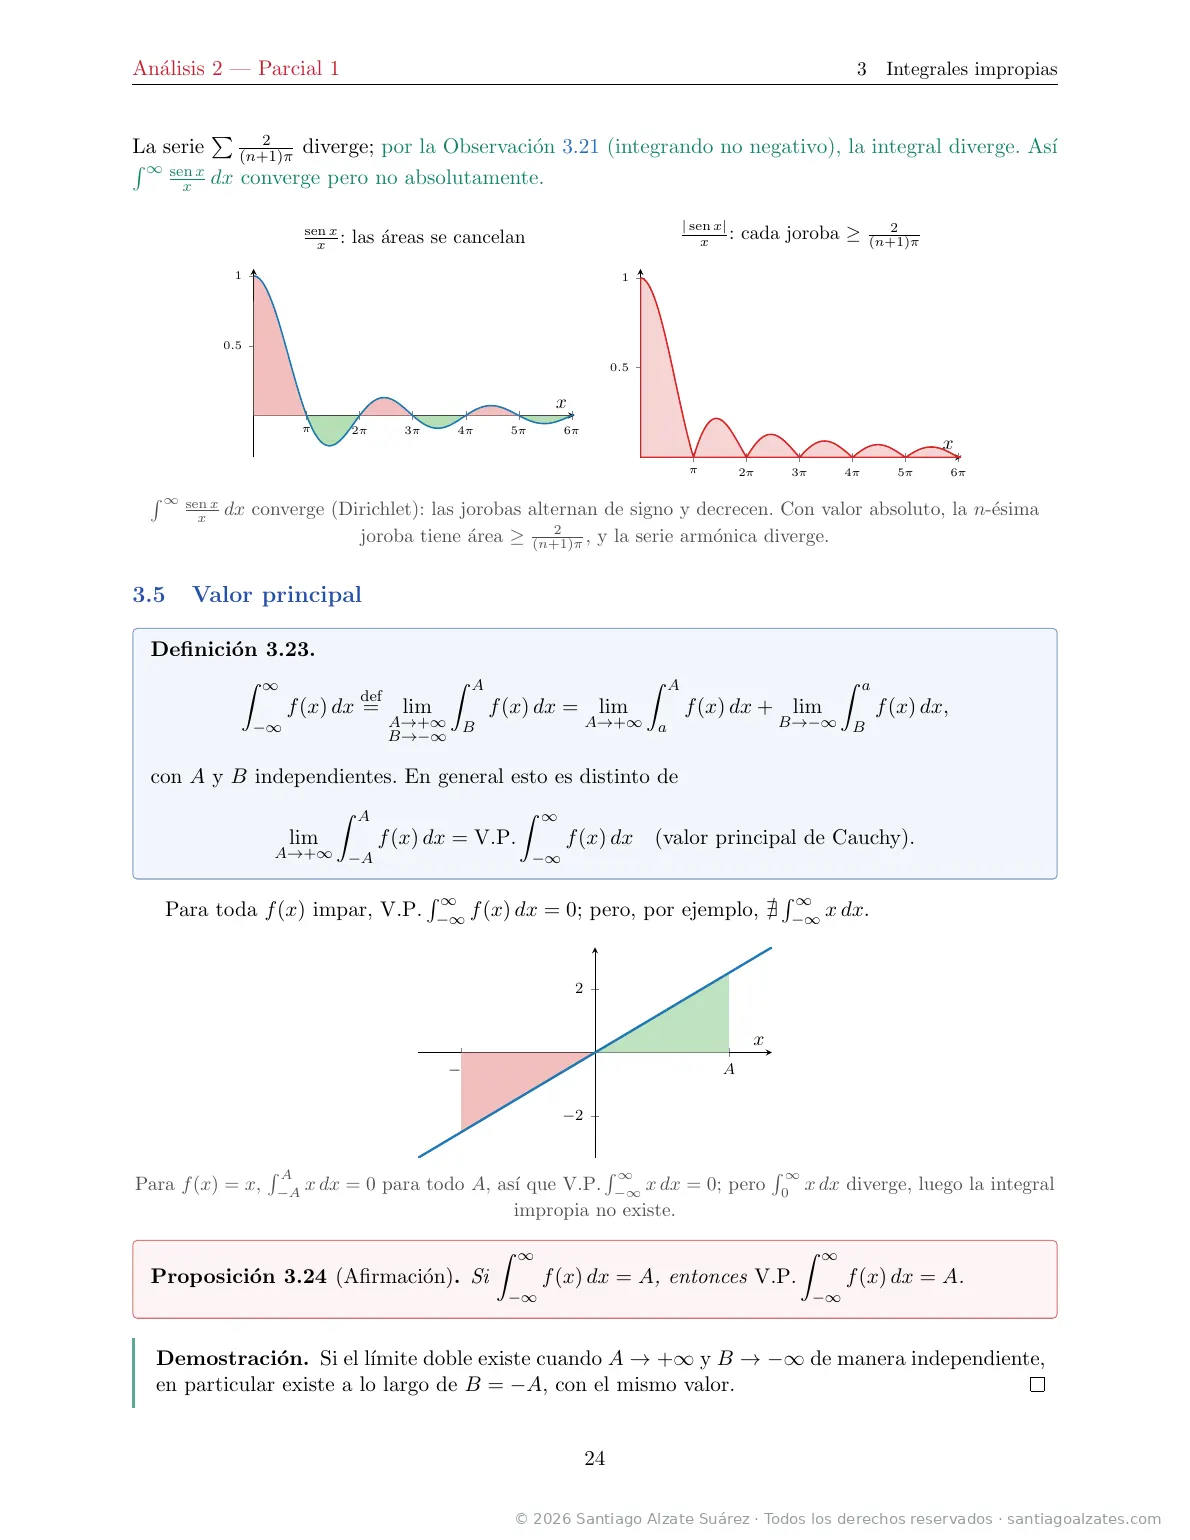 Análisis 2 — Parcial 1
3 Integrales impropias
La serie ∑ 2/((n+1)π) diverge; por la Observación 3.21 (integrando no negativo), la integral diverge. Así
∫^∞ (sen x)/x dx converge pero no absolutamente.
(sen x)/x: las áreas se cancelan
1
0.5
x
π 2π 3π 4π 5π 6π
|sen x|/x: cada joroba ≥ 2/((n+1)π)
1
0.5
x
π 2π 3π 4π 5π 6π
∫^∞ (sen x)/x dx converge (Dirichlet): las jorobas alternan de signo y decrecen. Con valor absoluto, la n-ésima
joroba tiene área ≥ 2/((n+1)π), y la serie armónica diverge.
3.5 Valor principal
Definición 3.23.
∫_{−∞}^{∞} f(x) dx ≝ lim_{A→+∞, B→−∞} ∫_B^A f(x) dx = lim_{A→+∞} ∫_a^A f(x) dx + lim_{B→−∞} ∫_B^a f(x) dx,
con A y B independientes. En general esto es distinto de
lim_{A→+∞} ∫_{−A}^A f(x) dx = V.P. ∫_{−∞}^{∞} f(x) dx (valor principal de Cauchy).
Para toda f(x) impar, V.P. ∫_{−∞}^{∞} f(x) dx = 0; pero, por ejemplo, ∄ ∫_{−∞}^{∞} x dx.
2
x
−
A
−2
Para f(x) = x, ∫_{−A}^A x dx = 0 para todo A, así que V.P. ∫_{−∞}^{∞} x dx = 0; pero ∫_0^∞ x dx diverge, luego la integral
impropia no existe.
Proposición 3.24 (Afirmación). Si ∫_{−∞}^{∞} f(x) dx = A, entonces V.P. ∫_{−∞}^{∞} f(x) dx = A.
Demostración. Si el límite doble existe cuando A → +∞ y B → −∞ de manera independiente,
en particular existe a lo largo de B = −A, con el mismo valor. □
24
© 2026 Santiago Alzate Suárez · Todos los derechos reservados · santiagoalzates.com